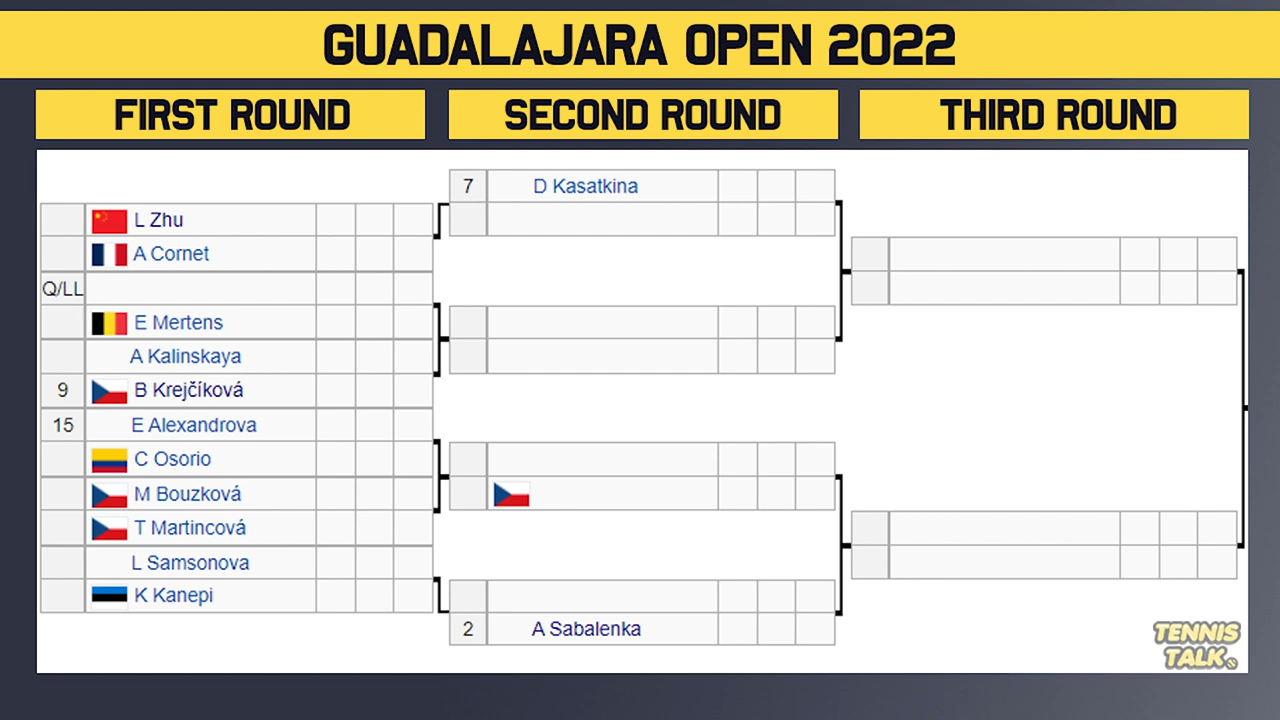 GUADALAJARA OPEN 2022
FIRST ROUND
SECOND ROUND
THIRD ROUND
7 D Kasatkina
L Zhu
A Cornet
Q/LL
E Mertens
A Kalinskaya
9 B Krejčíková
15 E Alexandrova
C Osorio
M Bouzková
T Martincová
L Samsonova
K Kanepi
2 A Sabalenka
TENNIS
TALK